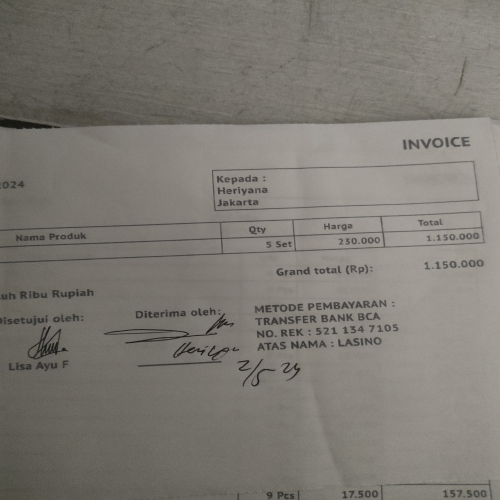 INVOICE
2024
Kepada :
Heriyana
Jakarta
Nama Produk Qty Harga Total
5 Set 230.000 1.150.000
Grand total (Rp): 1.150.000
uh Ribu Rupiah
Disetujui oleh: Diterima oleh:
METODE PEMBAYARAN :
TRANSFER BANK BCA
NO. REK : 521 134 7105
ATAS NAMA : LASINO
Lisa Ayu F
2/5 24
9 Pcs 17.500 157.500